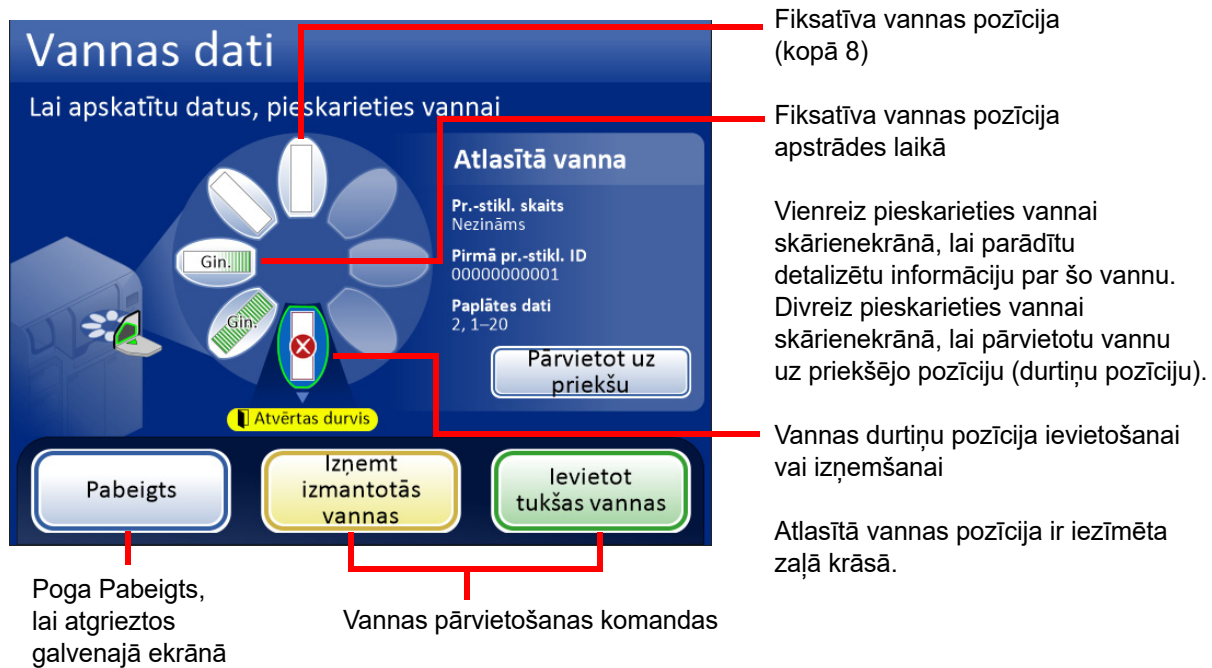 Vannas dati
Lai apskatītu datus, pieskarieties vannai
Gin.
Gin.
Atvērtas durvis
Atlasītā vanna
Pr.-stikl. skaits
Nezināms
Pirmā pr.-stikl. ID
00000000001
Paplātes dati
2, 1–20
Pārvietot uz
priekšu
Pabeigts
Izņemt
izmantotās
vannas
Ievietot
tukšas vannas
Fiksatīva vannas pozīcija
(kopā 8)
Fiksatīva vannas pozīcija
apstrādes laikā
Vienreiz pieskarieties vannai
skārienekrānā, lai parādītu
detalizētu informāciju par šo vannu.
Divreiz pieskarieties vannai
skārienekrānā, lai pārvietotu vannu
uz priekšējo pozīciju (durtiņu pozīciju).
Vannas durtiņu pozīcija ievietošanai
vai izņemšanai
Atlasītā vannas pozīcija ir iezīmēta
zaļā krāsā.
Poga Pabeigts,
lai atgrieztos
galvenajā ekrānā
Vannas pārvietošanas komandas